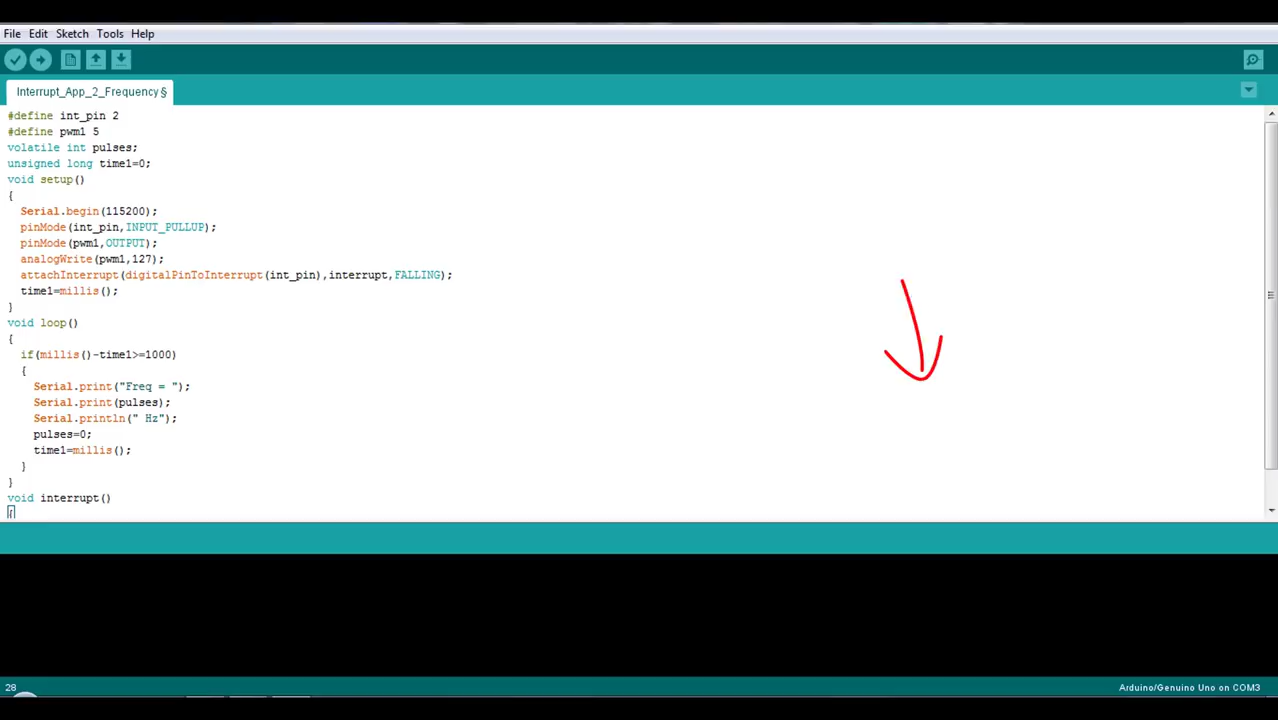 File Edit Sketch Tools Help
Interrupt_App_2_Frequency §
#define int_pin 2
#define pwm1 5
volatile int pulses;
unsigned long time1=0;
void setup()
{
  Serial.begin(115200);
  pinMode(int_pin,INPUT_PULLUP);
  pinMode(pwm1,OUTPUT);
  analogWrite(pwm1,127);
  attachInterrupt(digitalPinToInterrupt(int_pin),interrupt,FALLING);
  time1=millis();
}
void loop()
{
  if(millis()-time1>=1000)
  {
    Serial.print("Freq = ");
    Serial.print(pulses);
    Serial.println(" Hz");
    pulses=0;
    time1=millis();
  }
}
void interrupt()
{
28
Arduino/Genuino Uno on COM3